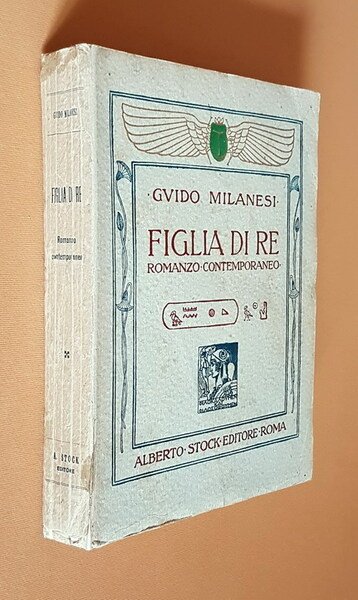 GUIDO MILANESI
FIGLIA DI RE
Romanzo
contemporaneo
A. STOCK
EDITORE
·GVIDO MILANESI·
FIGLIA DI RE
ROMANZO·CONTEMPORANEO·
ALBERTO·STOCK·EDITORE·ROMA